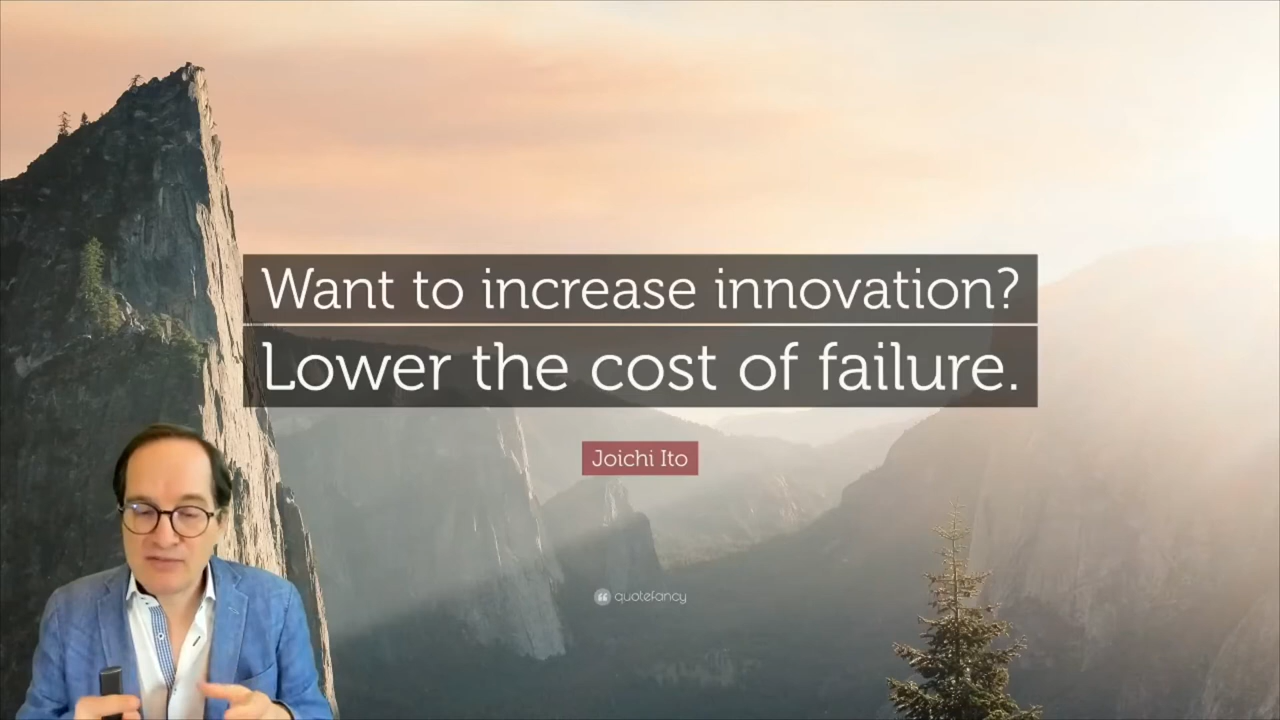 Want to increase innovation?
Lower the cost of failure.
Joichi Ito
quotefancy